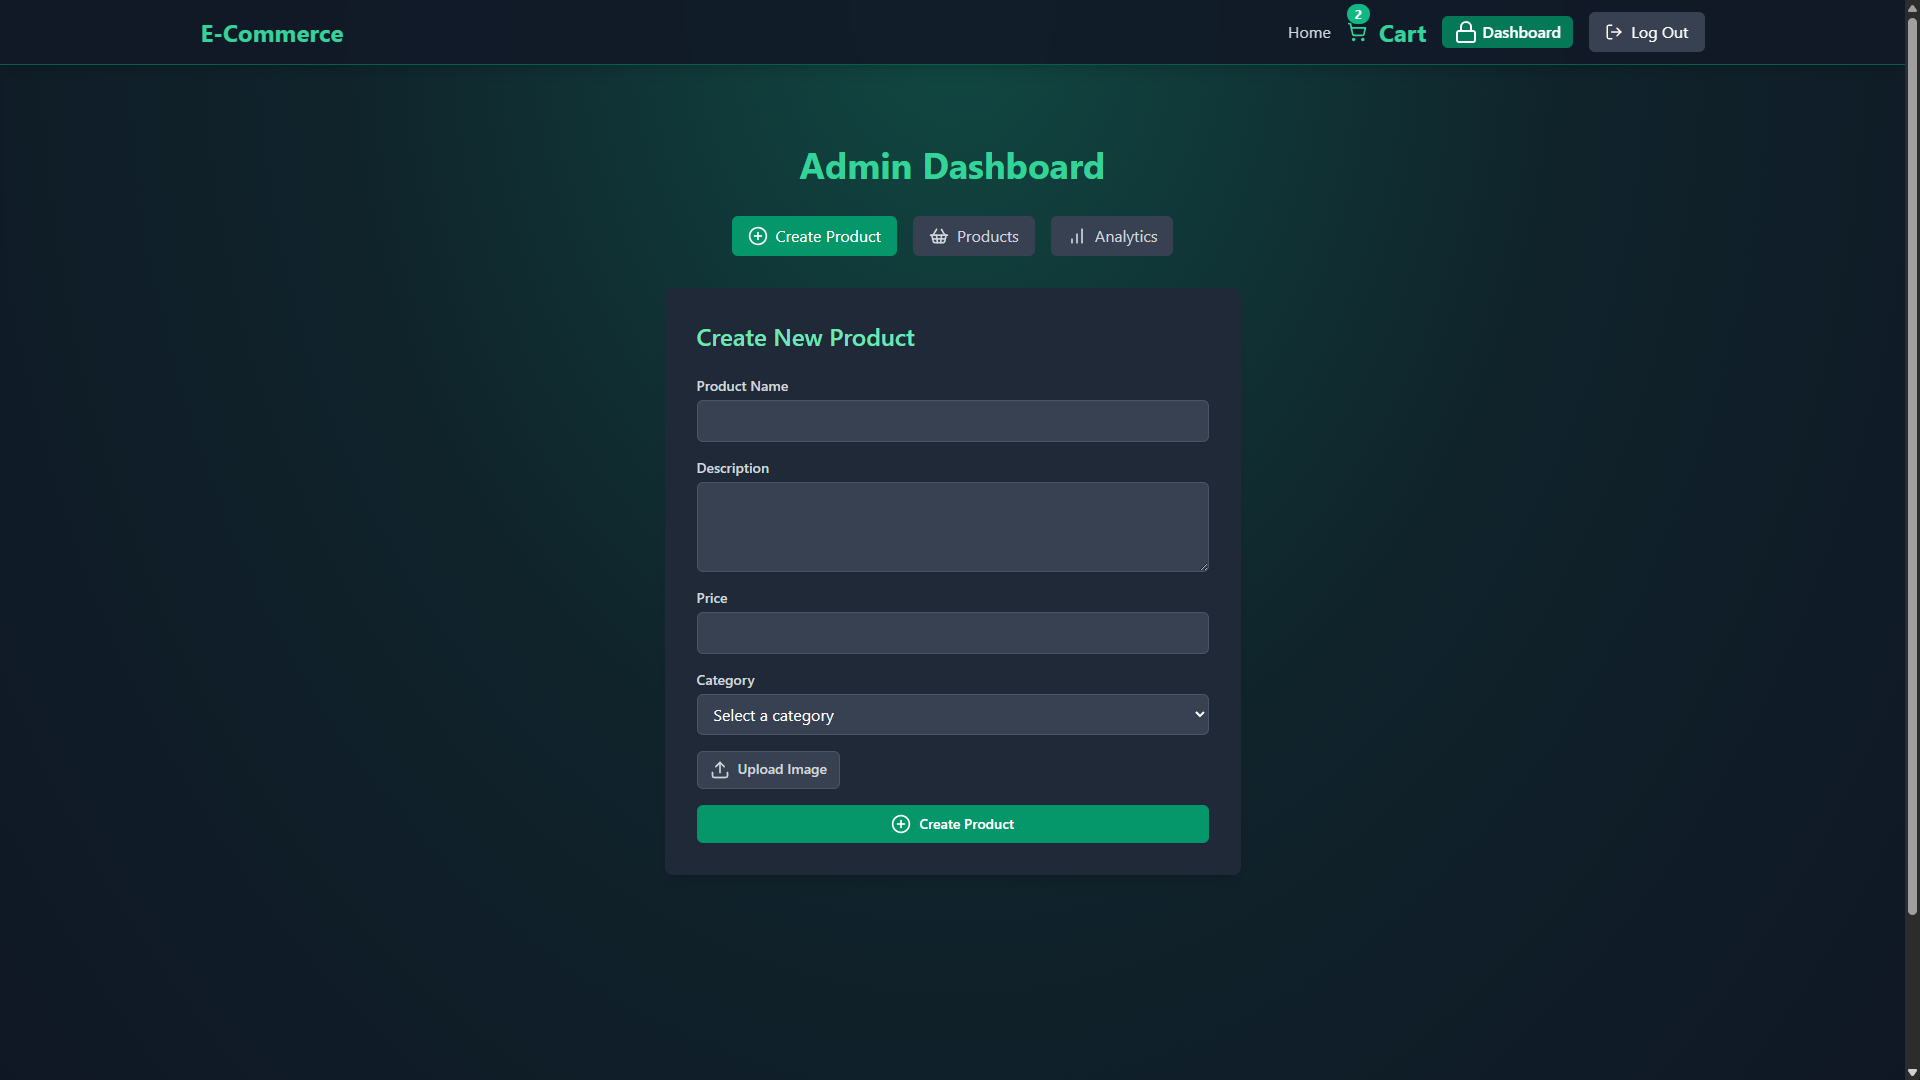 E-Commerce
Home
2
Cart
Dashboard
Log Out
Admin Dashboard
Create Product
Products
Analytics
Create New Product
Product Name
Description
Price
Category
Select a category
Upload Image
Create Product